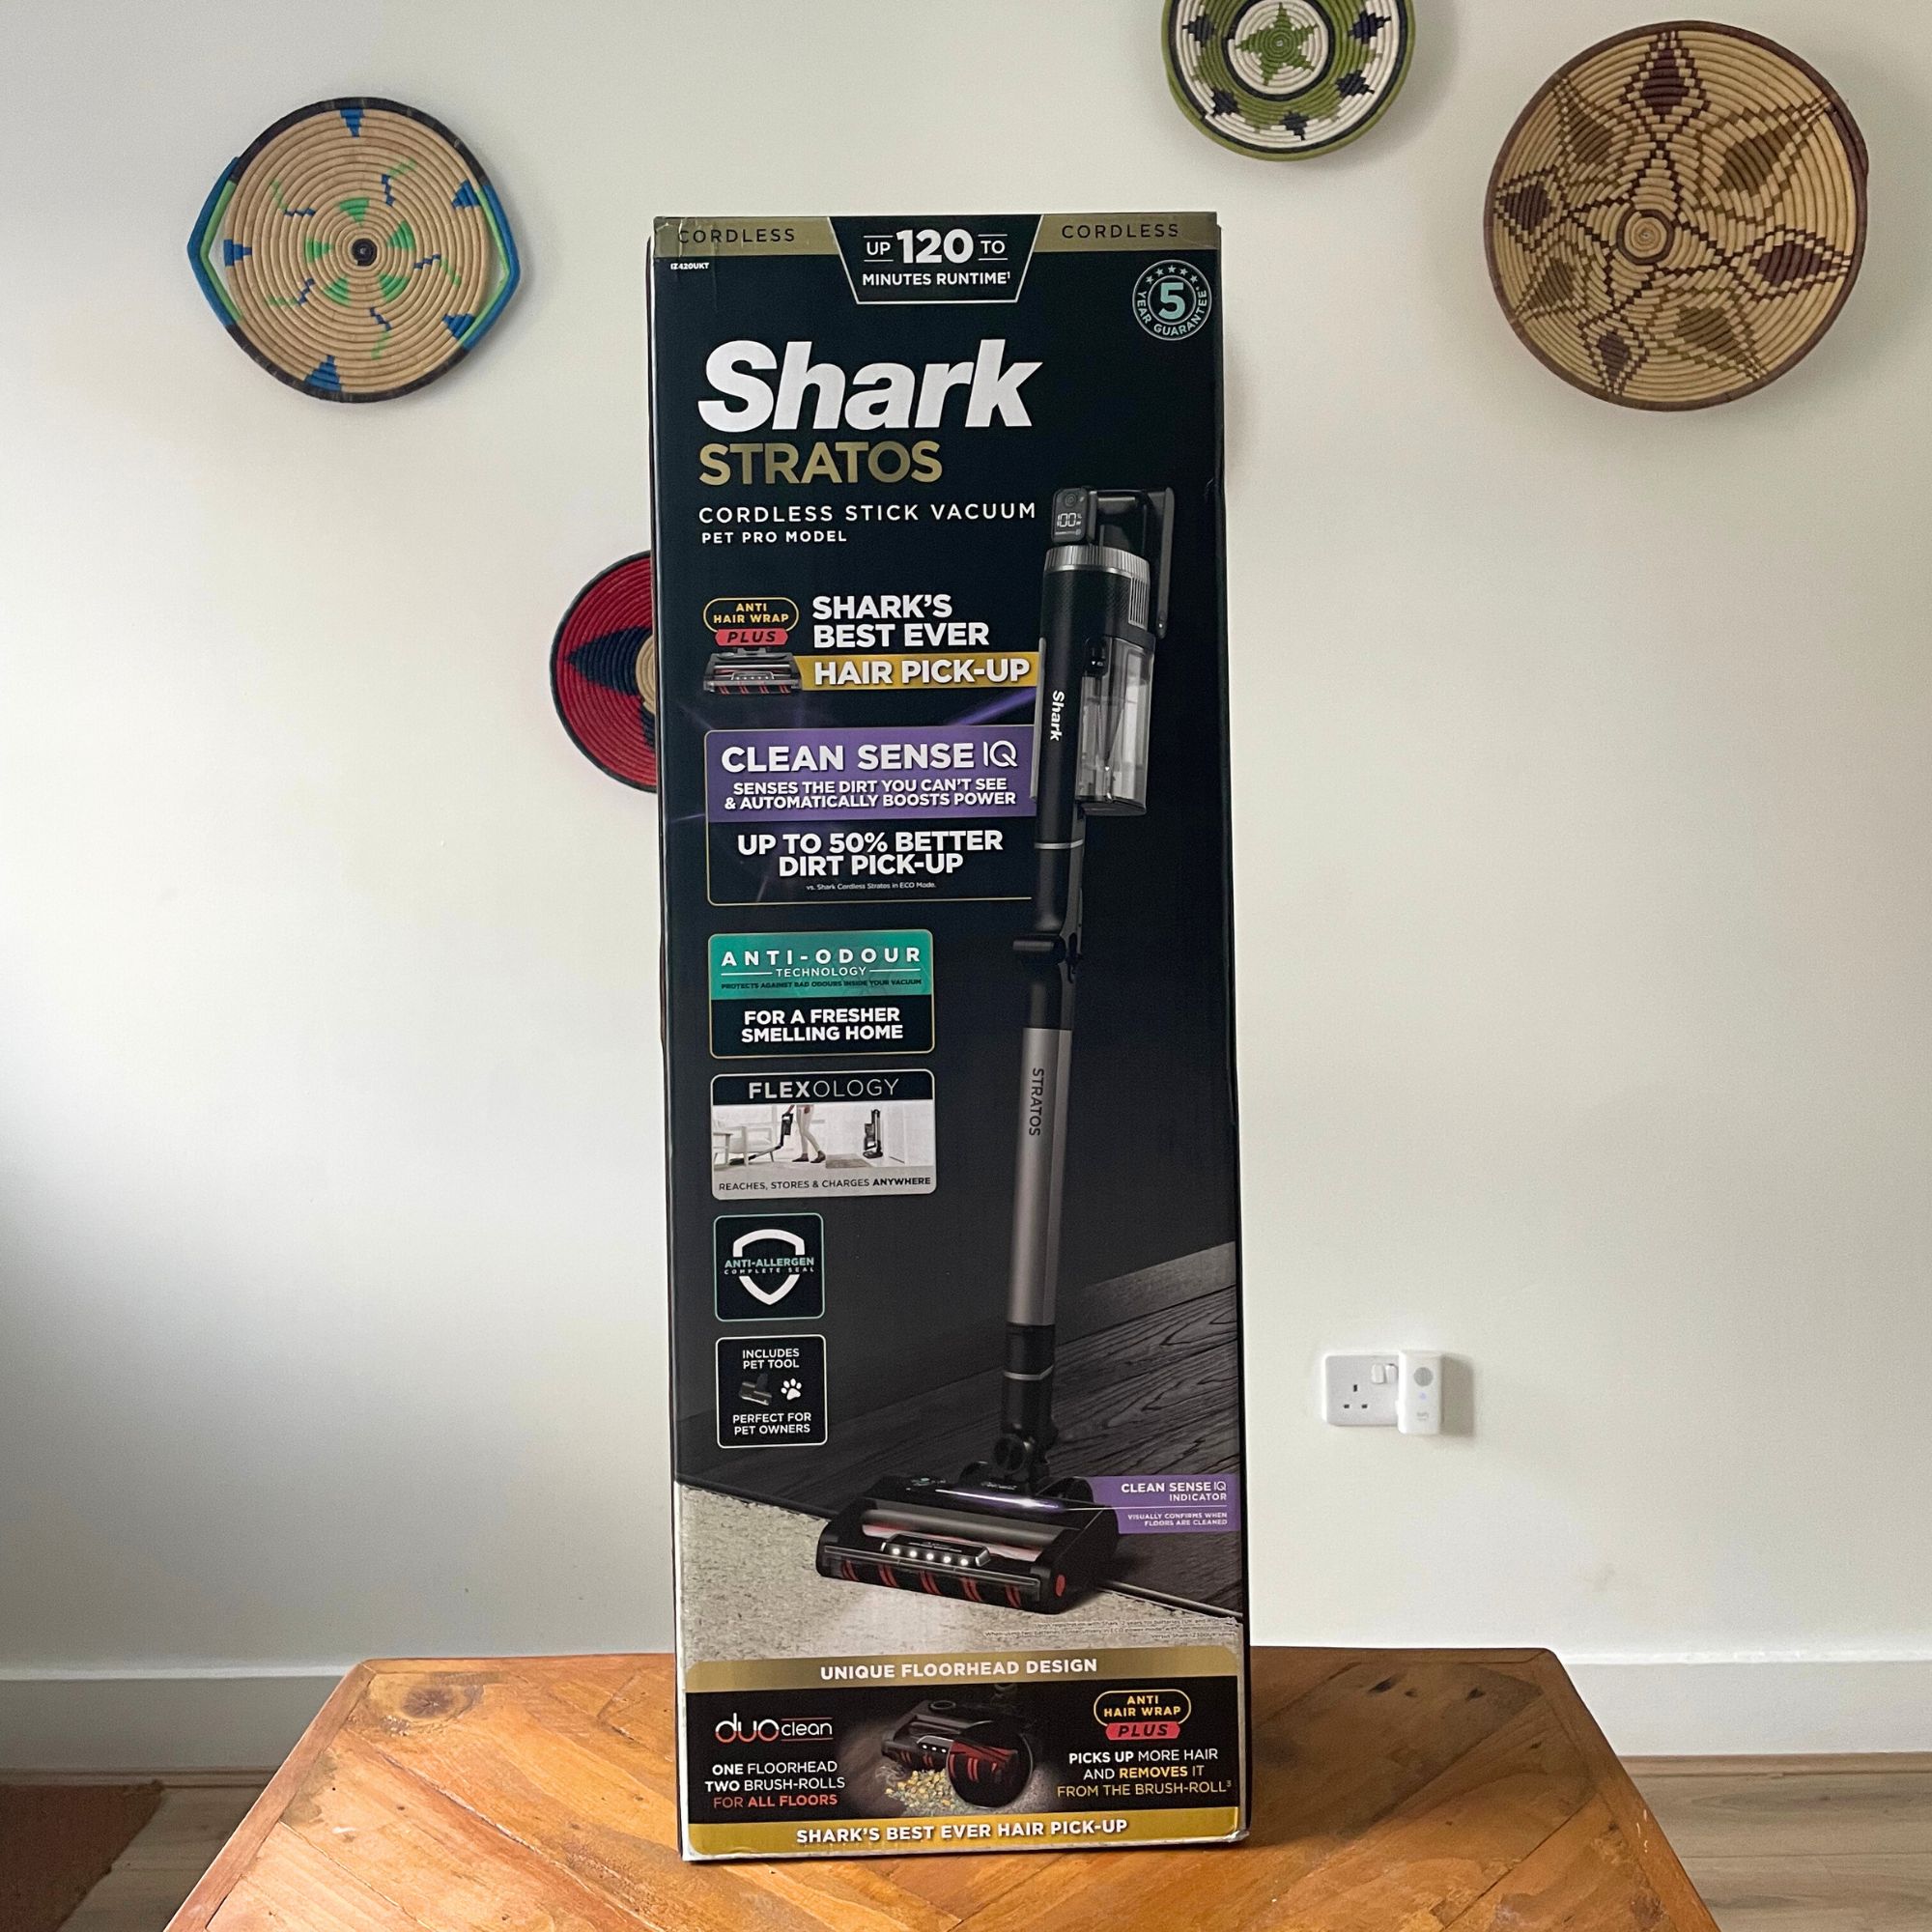 CORDLESS
UP 120 TO
MINUTES RUNTIME¹
CORDLESS
IZ420UKT
5
YEAR GUARANTEE*
Shark
STRATOS
CORDLESS STICK VACUUM
PET PRO MODEL
100%
ANTI
HAIR WRAP
PLUS
SHARK'S
BEST EVER
HAIR PICK-UP
Shark
CLEAN SENSE IQ
SENSES THE DIRT YOU CAN'T SEE
& AUTOMATICALLY BOOSTS POWER
UP TO 50% BETTER
DIRT PICK-UP
vs. Shark Cordless Stratos in ECO Mode.
ANTI-ODOUR
TECHNOLOGY
PROTECTS AGAINST BAD ODOURS INSIDE YOUR VACUUM
FOR A FRESHER
SMELLING HOME
FLEXOLOGY
REACHES, STORES & CHARGES ANYWHERE
STRATOS
ANTI-ALLERGEN
COMPLETE SEAL
INCLUDES
PET TOOL
PERFECT FOR
PET OWNERS
CLEAN SENSE IQ
INDICATOR
VISUALLY CONFIRMS WHEN
FLOORS ARE CLEANED
UNIQUE FLOORHEAD DESIGN
duoclean
ONE FLOORHEAD
TWO BRUSH-ROLLS
FOR ALL FLOORS
ANTI
HAIR WRAP
PLUS
PICKS UP MORE HAIR
AND REMOVES IT
FROM THE BRUSH-ROLL³
SHARK'S BEST EVER HAIR PICK-UP